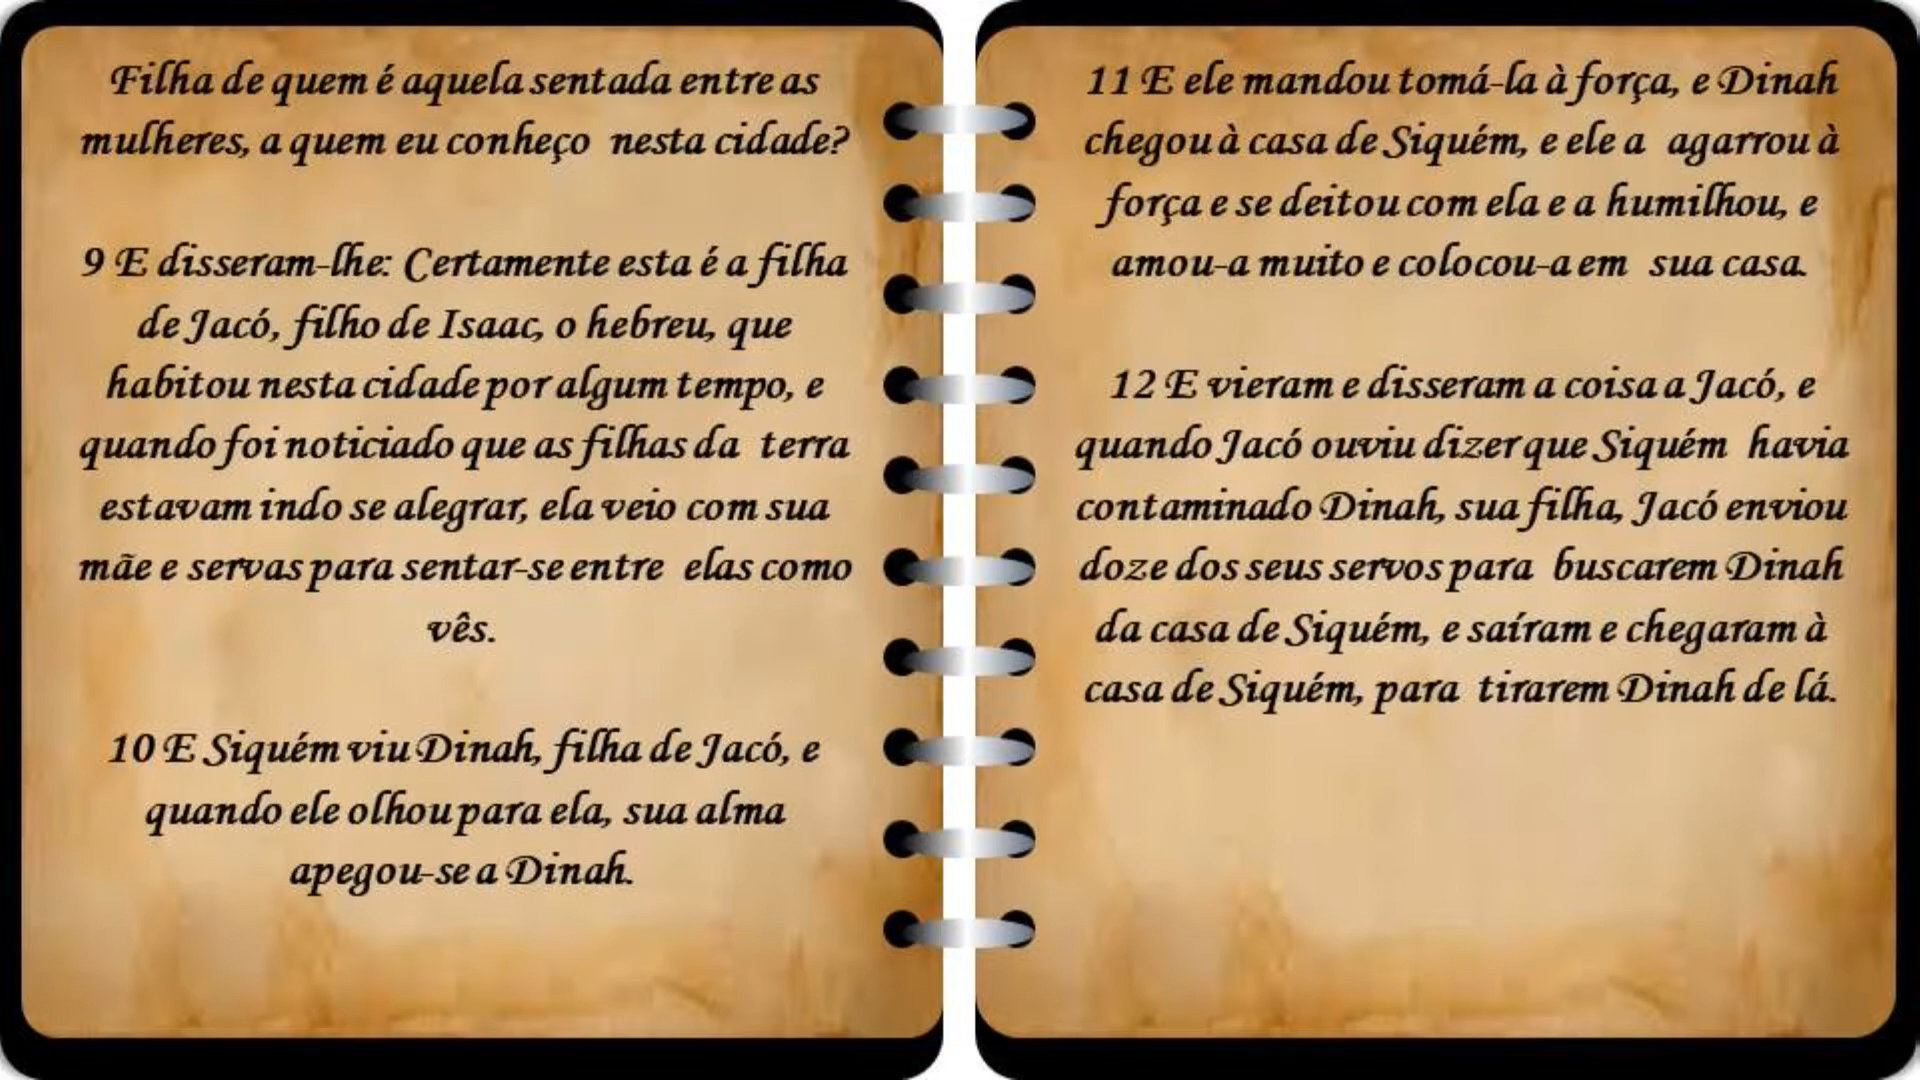 Filha de quem é aquela sentada entre as
mulheres, a quem eu conheço nesta cidade?
9 E disseram-lhe: Certamente esta é a filha
de Jacó, filho de Isaac, o hebreu, que
habitou nesta cidade por algum tempo, e
quando foi noticiado que as filhas da terra
estavam indo se alegrar, ela veio com sua
mãe e servas para sentar-se entre elas como
vês.
10 E Siquém viu Dinah, filha de Jacó, e
quando ele olhou para ela, sua alma
apegou-se a Dinah.
11 E ele mandou tomá-la à força, e Dinah
chegou à casa de Siquém, e ele a agarrou à
força e se deitou com ela e a humilhou, e
amou-a muito e colocou-a em sua casa.
12 E vieram e disseram a coisa a Jacó, e
quando Jacó ouviu dizer que Siquém havia
contaminado Dinah, sua filha, Jacó enviou
doze dos seus servos para buscarem Dinah
da casa de Siquém, e saíram e chegaram à
casa de Siquém, para tirarem Dinah de lá.